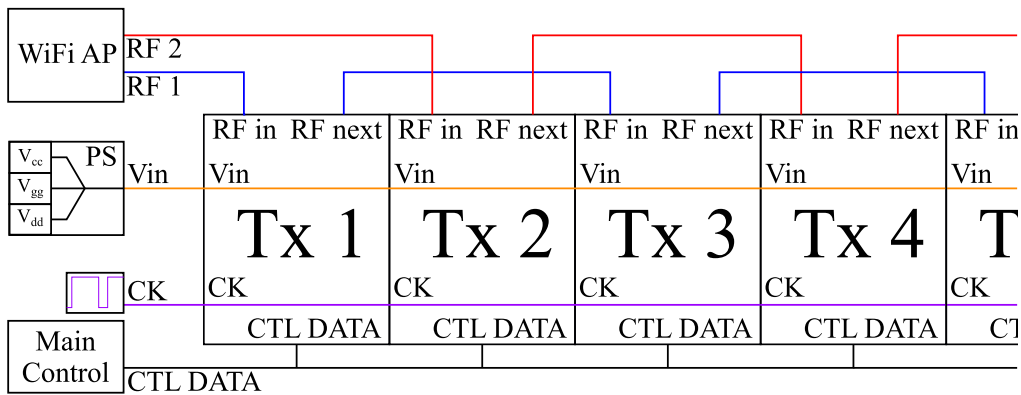 WiFi AP
RF 2
RF 1
RF in RF next RF in RF next RF in RF next RF in RF next RF in
Vcc
Vgg
Vdd
PS
Vin
Vin Vin Vin Vin Vin
Tx 1 Tx 2 Tx 3 Tx 4 T
CK
CK CK CK CK CK
CTL DATA CTL DATA CTL DATA CTL DATA CT
Main
Control
CTL DATA